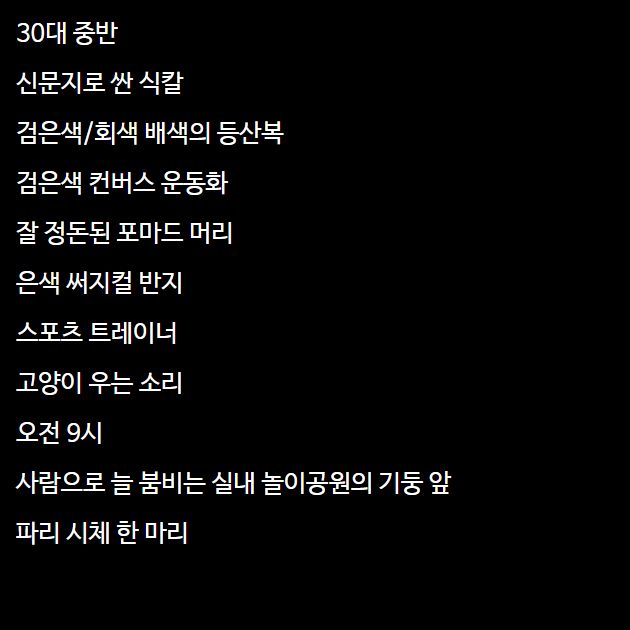 30대 중반
신문지로 싼 식칼
검은색/회색 배색의 등산복
검은색 컨버스 운동화
잘 정돈된 포마드 머리
은색 써지컬 반지
스포츠 트레이너
고양이 우는 소리
오전 9시
사람으로 늘 붐비는 실내 놀이공원의 기둥 앞
파리 시체 한 마리